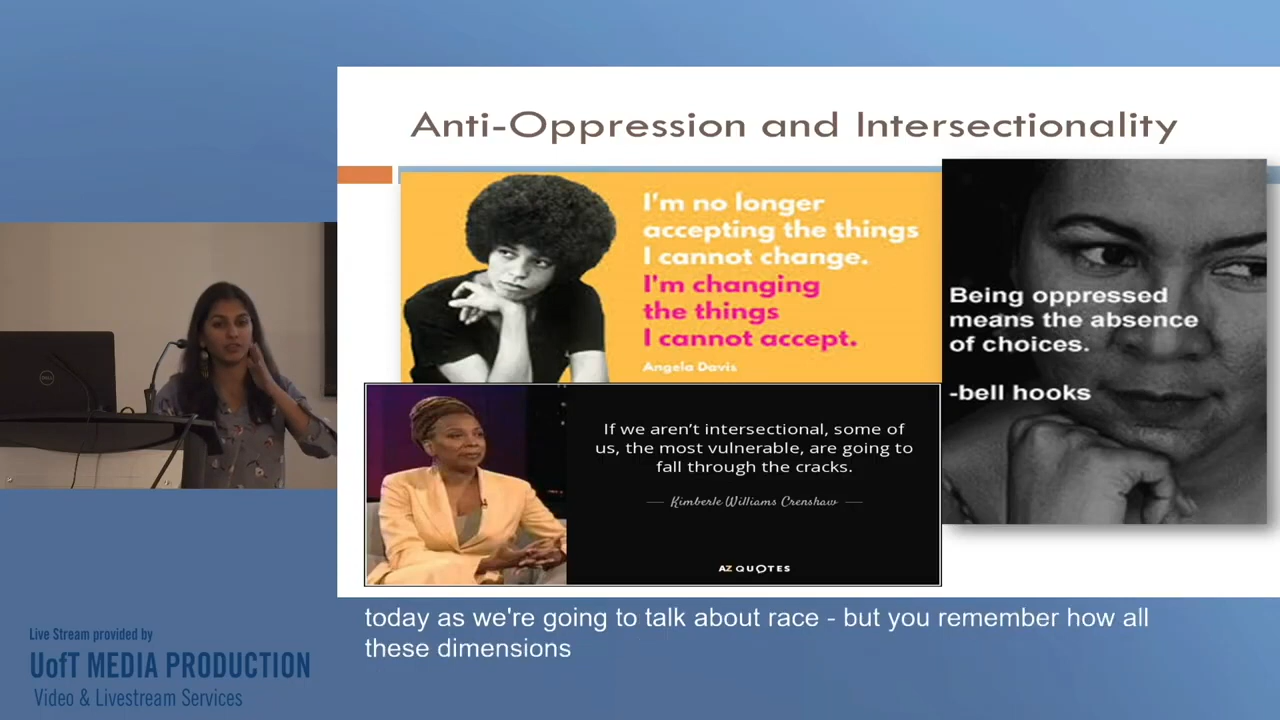 Anti-Oppression and Intersectionality
I'm no longer
accepting the things
I cannot change.
I'm changing
the things
I cannot accept.
Angela Davis
Being oppressed
means the absence
of choices.
-bell hooks
If we aren't intersectional, some of
us, the most vulnerable, are going to
fall through the cracks.
Kimberle Williams Crenshaw
AZ QUOTES
DELL
today as we're going to talk about race - but you remember how all
these dimensions
Live Stream provided by
UofT MEDIA PRODUCTION
Video & Livestream Services